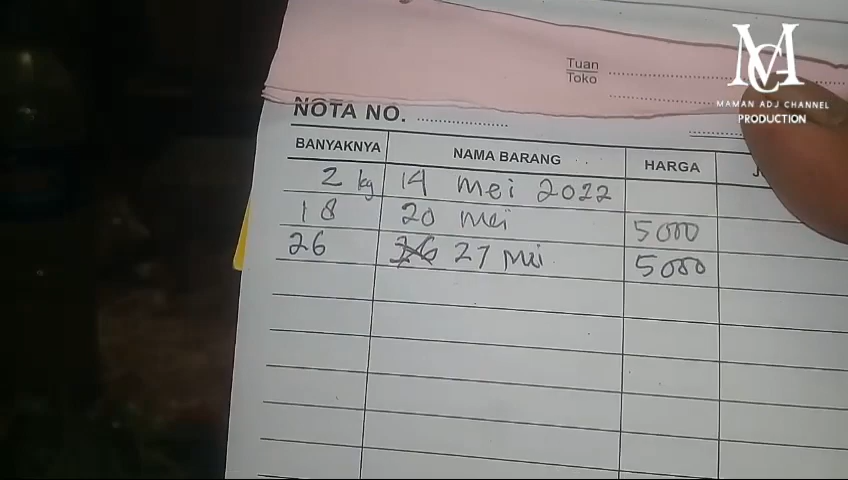 MC
MAMAN ADJ CHANNEL
PRODUCTION
Tuan
Toko
NOTA NO.
BANYAKNYA NAMA BARANG HARGA J
2 kg 14 mei 2022
18 20 mei 5000
26 27 mei 5000